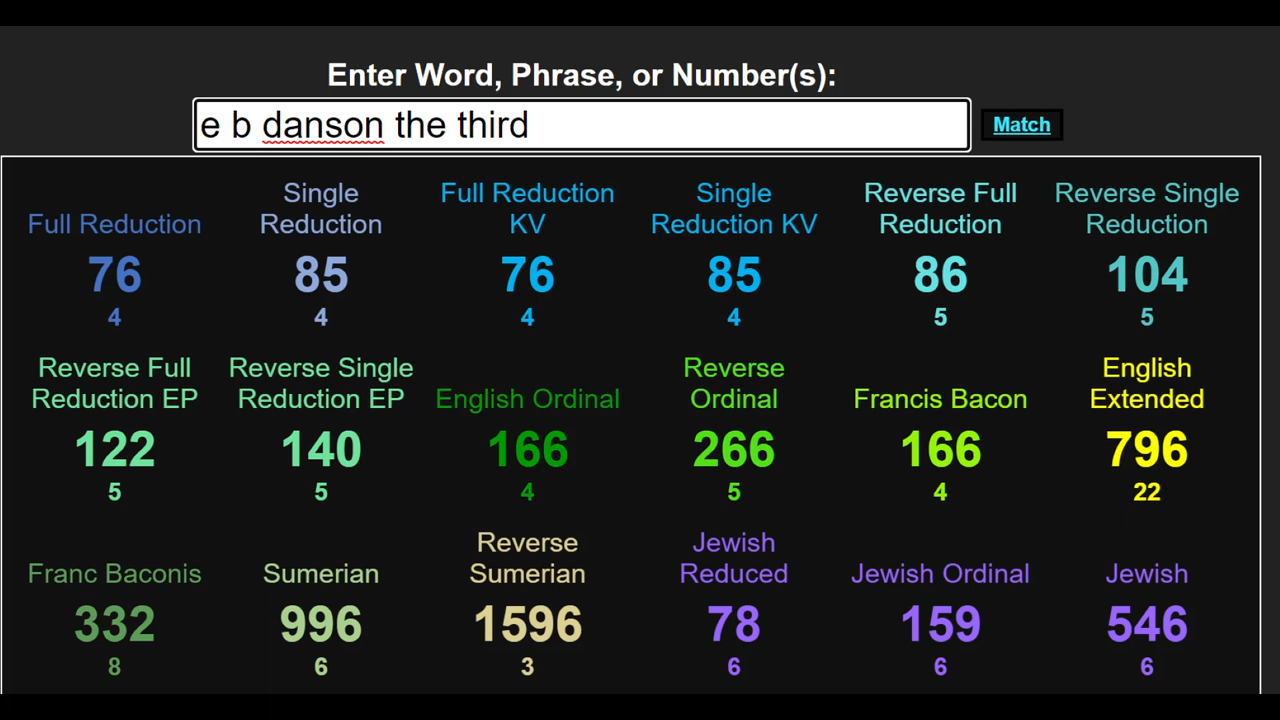 Enter Word, Phrase, or Number(s):
e b danson the third Match
Full Reduction Single Reduction Full Reduction KV Single Reduction KV Reverse Full Reduction Reverse Single Reduction
76 85 76 85 86 104
4 4 4 4 5 5
Reverse Full Reduction EP Reverse Single Reduction EP English Ordinal Reverse Ordinal Francis Bacon English Extended
122 140 166 266 166 796
5 5 4 5 4 22
Franc Baconis Sumerian Reverse Sumerian Jewish Reduced Jewish Ordinal Jewish
332 996 1596 78 159 546
8 6 3 6 6 6